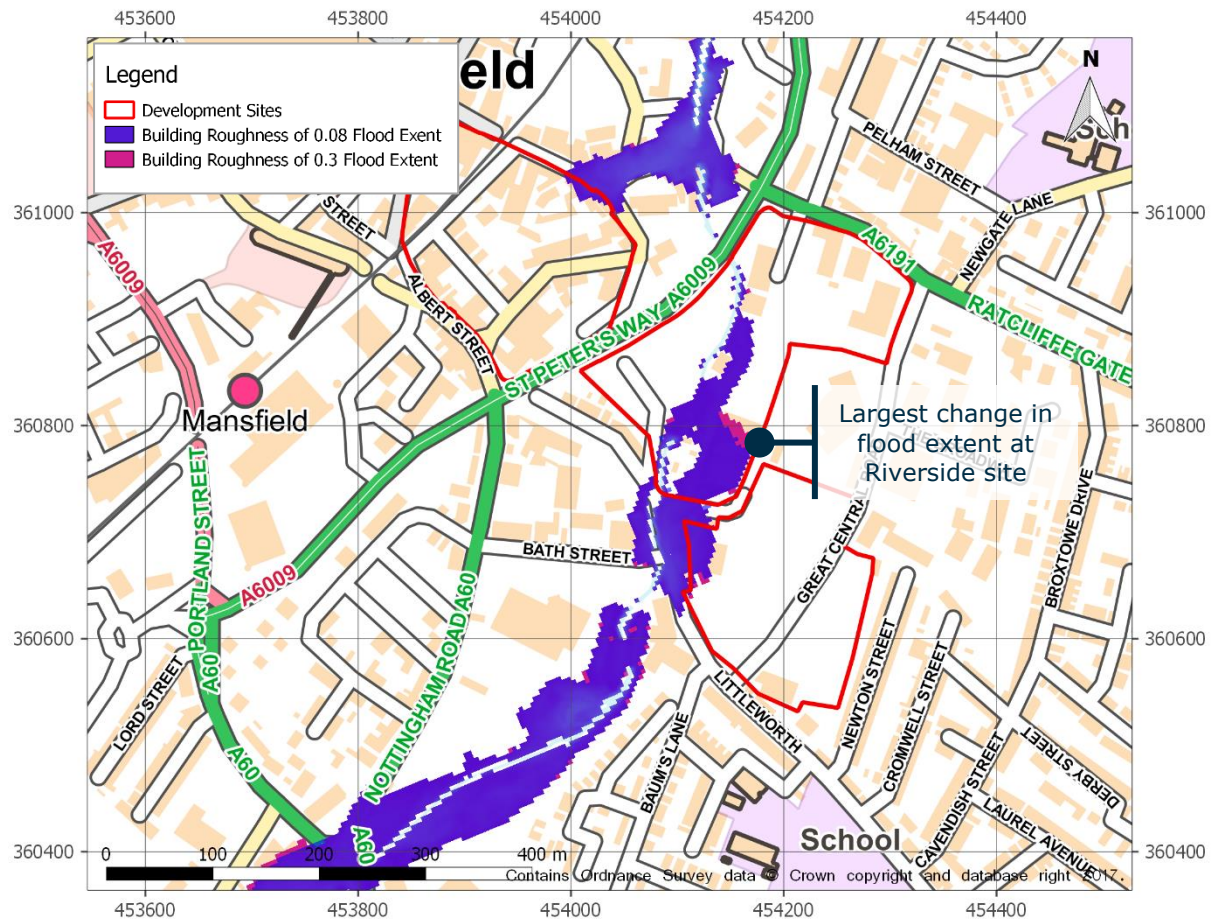 453600
453800
454000
454200
454400
eld
N
Legend
Development Sites
Building Roughness of 0.08 Flood Exent
Building Roughness of 0.3 Flood Extent
Sch
PELHAM STREET
NEWGATE LANE
361000
361000
STREET
A6009
ALBERT STREET
A6191
RATCLIFFE GATE
ST PETER'S WAY A6009
Mansfield
360800
360800
Largest change in
flood extent at
Riverside site
PORTLAND STREET
A60
A6009
BATH STREET
GREAT CENTRAL
BROXTOWE DRIVE
NOTTINGHAM ROAD A60
360600
360600
LORD STREET
A60
A60
LITTLEWORTH
NEWTON STREET
CROMWELL STREET
BAUM'S LANE
DERBY STREET
CAVENDISH STREET
LAUREL AVENUE
School
360400
360400
0
100
200
300
400 m
Contains Ordnance Survey data © Crown copyright and database right 2017.
453600
453800
454000
454200
454400